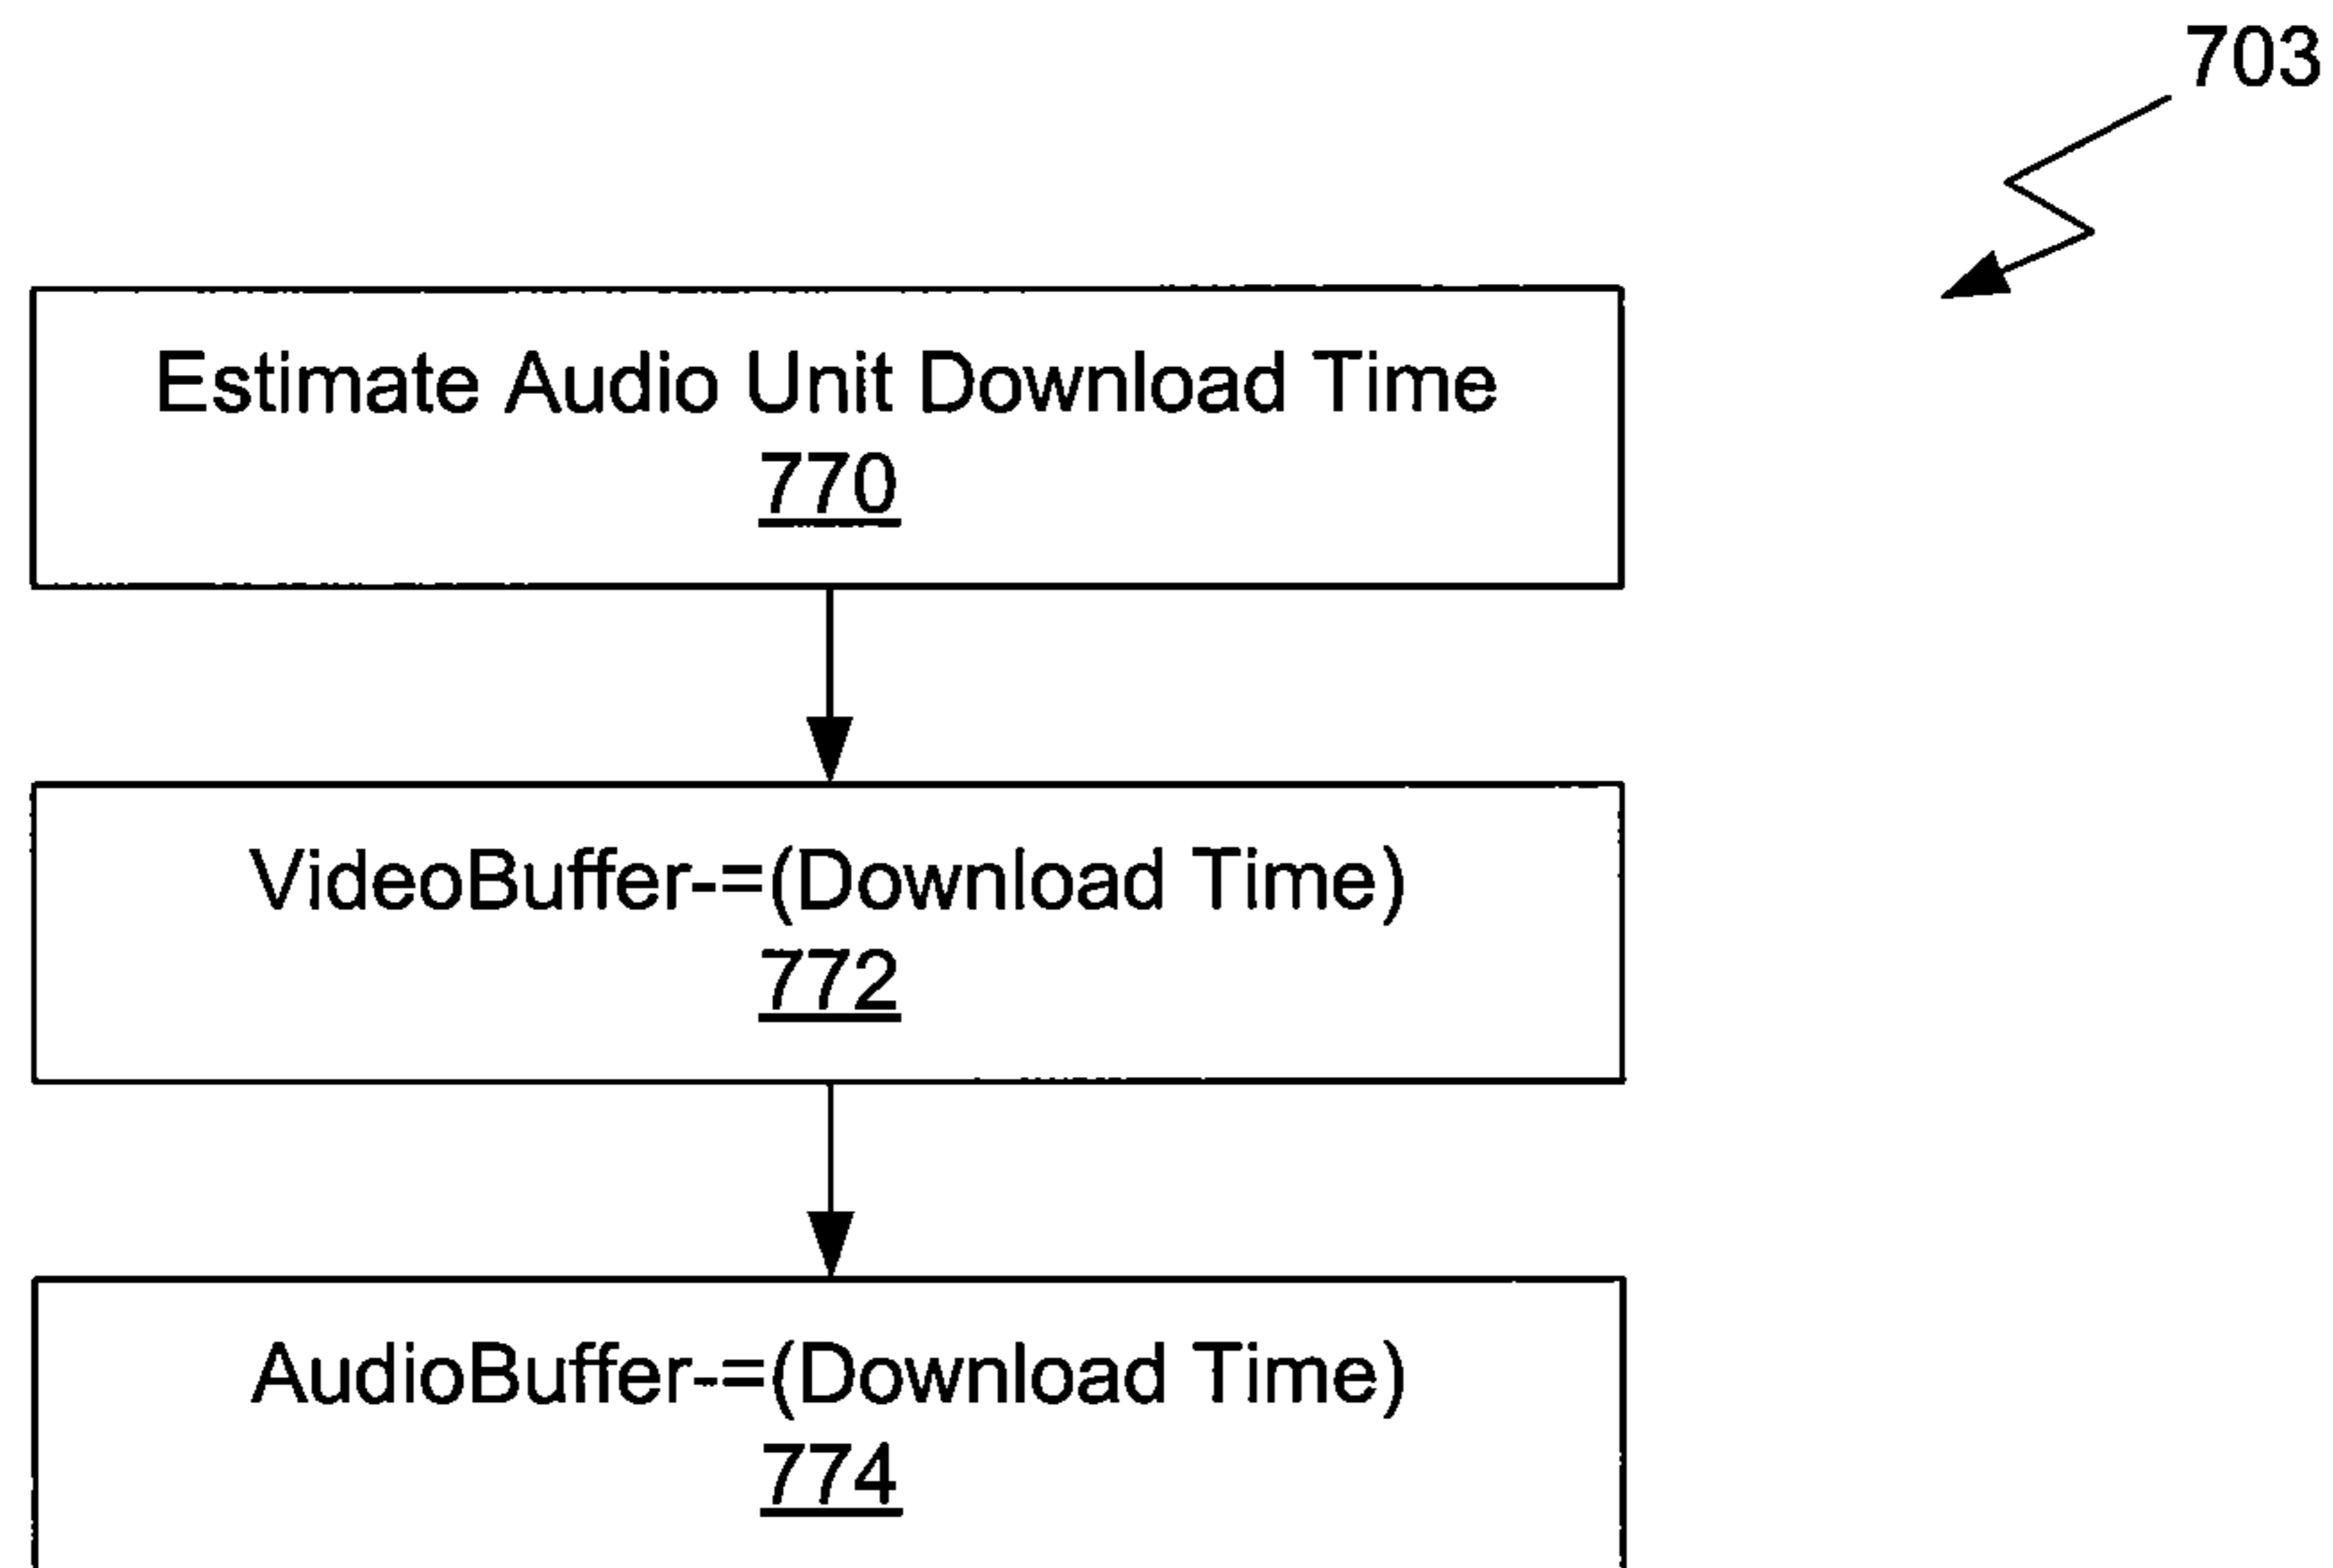 703
Estimate Audio Unit Download Time
770
VideoBuffer-=(Download Time)
772
AudioBuffer-=(Download Time)
774